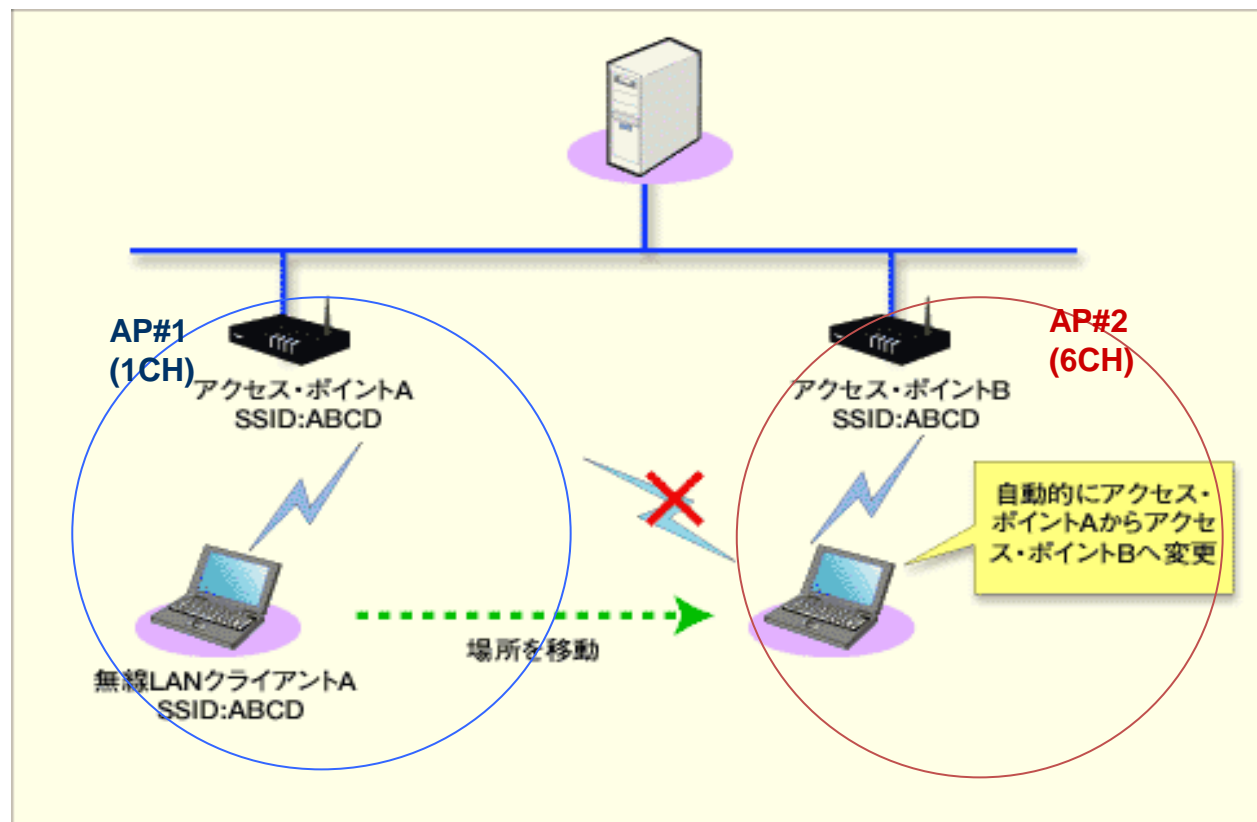 AP#1
(1CH)
アクセス・ポイントA
SSID:ABCD
AP#2
(6CH)
アクセス・ポイントB
SSID:ABCD
自動的にアクセス・
ポイントAからアクセ
ス・ポイントBへ変更
場所を移動
無線LANクライアントA
SSID:ABCD